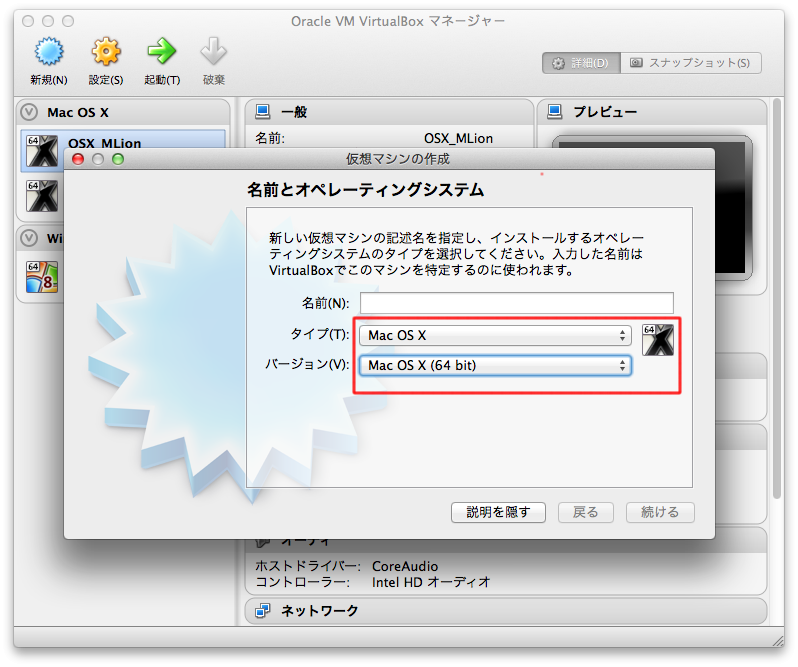 Oracle VM VirtualBox マネージャー
新規(N)
設定(S)
起動(T)
破棄
詳細(D)
スナップショット(S)
Mac OS X
一般
プレビュー
64
OSX_MLion
名前:
OSX_MLion
64
64
8
仮想マシンの作成
名前とオペレーティングシステム
新しい仮想マシンの記述名を指定し、インストールするオペレー
ティングシステムのタイプを選択してください。入力した名前は
VirtualBoxでこのマシンを特定するのに使われます。
名前(N):
タイプ(T):
Mac OS X
64
バージョン(V):
Mac OS X (64 bit)
説明を隠す
戻る
続ける
ホストドライバー:
CoreAudio
コントローラー:
Intel HD オーディオ
ネットワーク